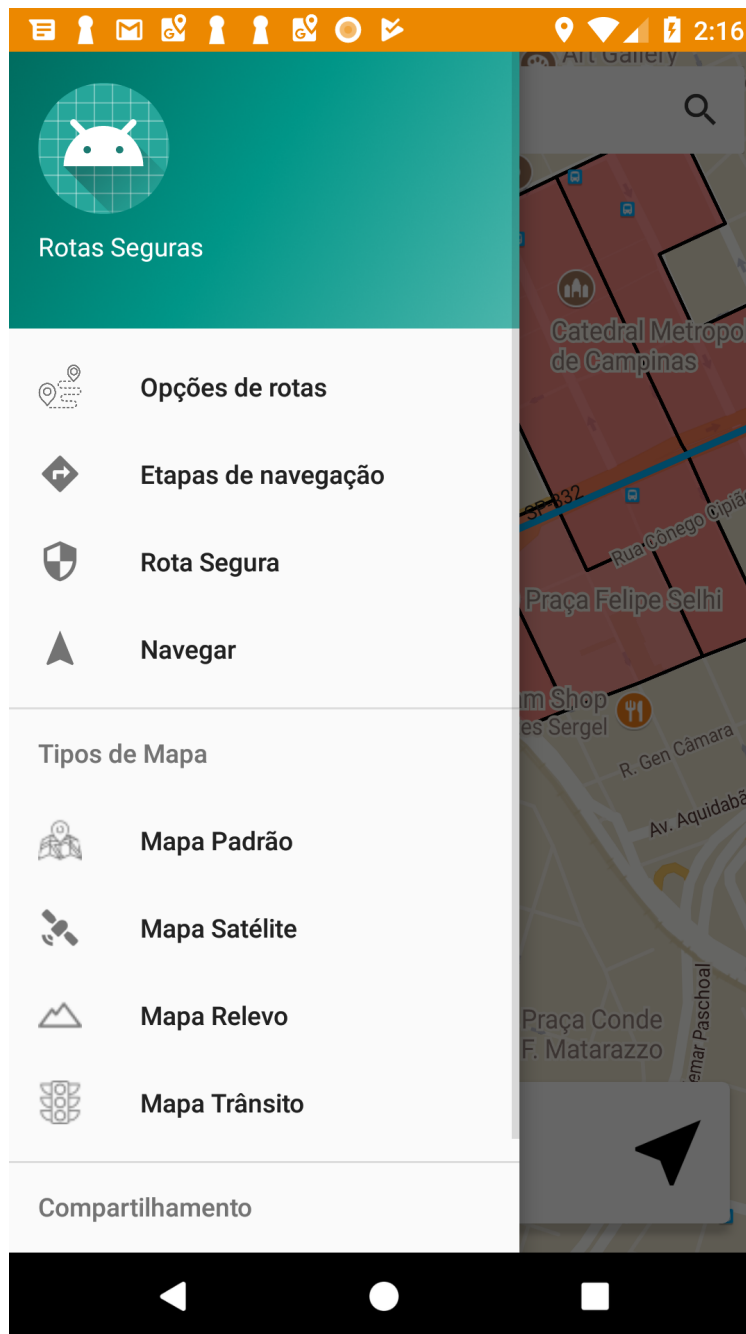 2:16
Art Gallery
Rotas Seguras
Catedral Metropo
de Campinas
Opções de rotas
Etapas de navegação
SP-332
Rua Cônego Cipiã
Rota Segura
Praça Felipe Selhi
Navegar
am Shop
es Sergel
R. Gen Câmara
Tipos de Mapa
Av. Aquidabã
Mapa Padrão
Mapa Satélite
emar Paschoal
Mapa Relevo
Praça Conde
F. Matarazzo
Mapa Trânsito
Compartilhamento